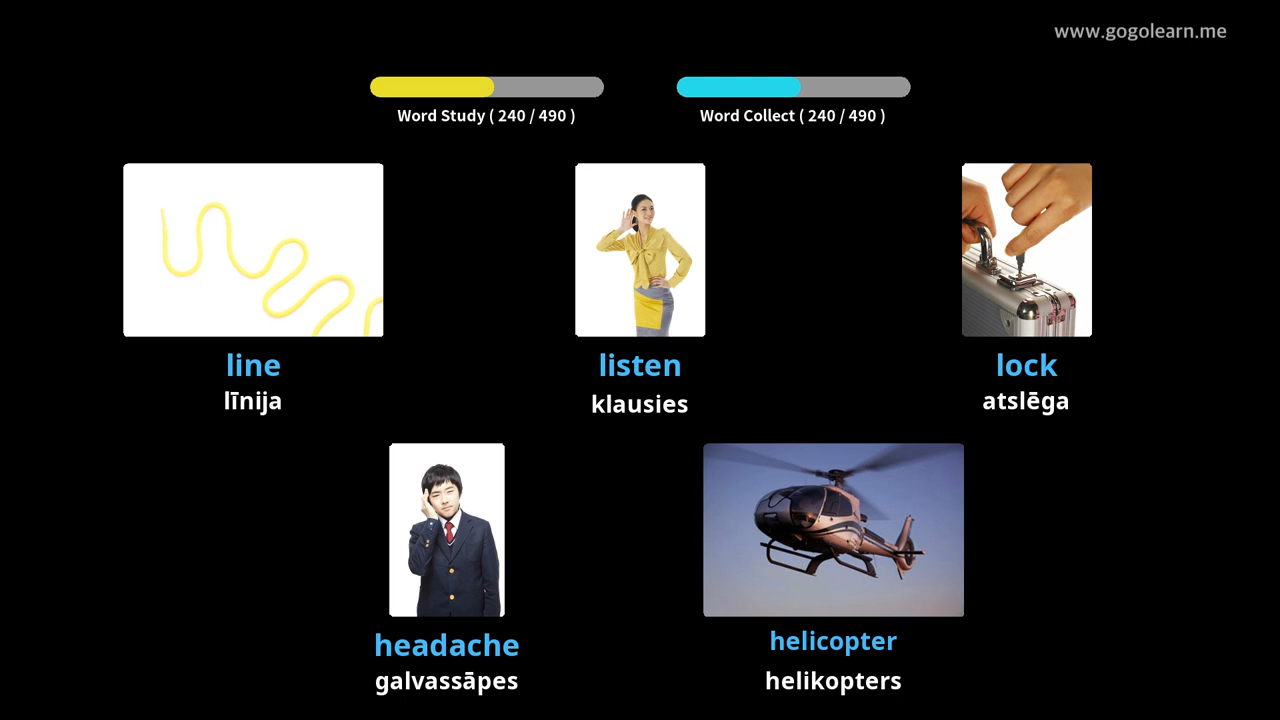 www.gogolearn.me
Word Study ( 240 / 490 )
Word Collect ( 240 / 490 )
line
līnija
listen
klausies
lock
atslēga
headache
galvassāpes
helicopter
helikopters